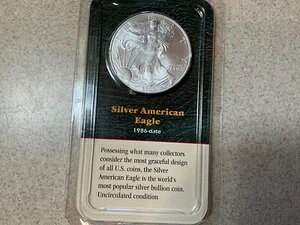 Silver American
Eagle
1986-date
Possessing what many collectors
consider the most graceful design
of all U.S. coins, the Silver
American Eagle is the world's
most popular silver bullion coin.
Uncirculated condition